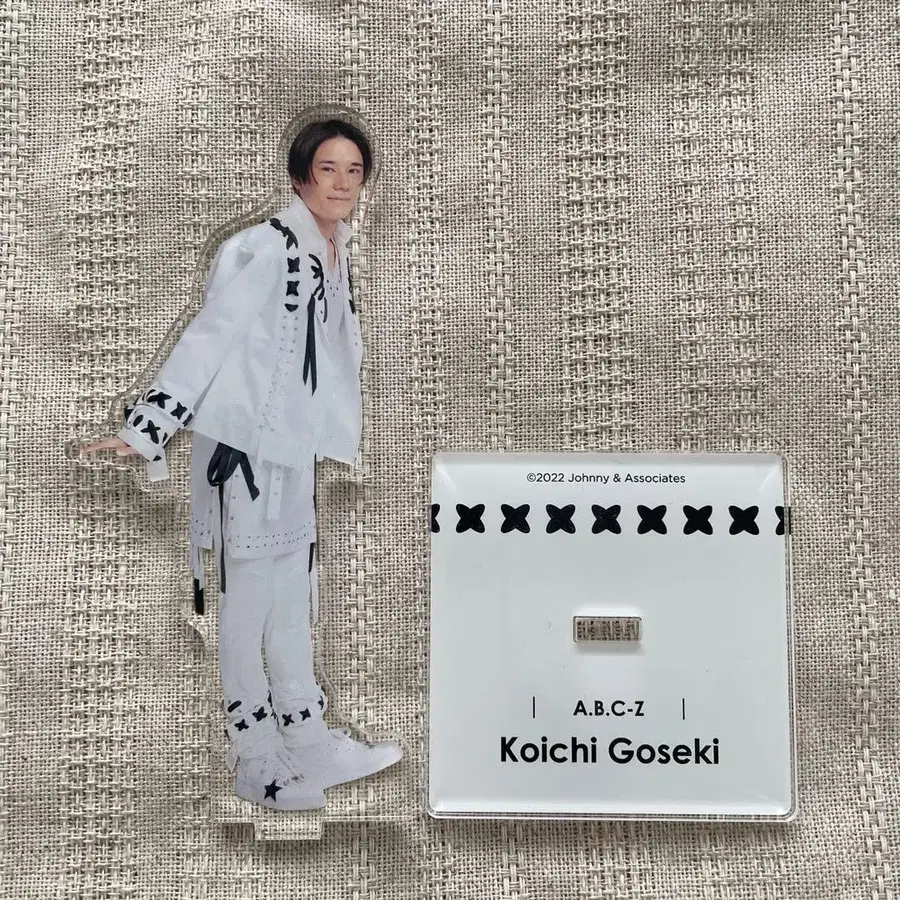 ©2022 Johnny & Associates
A.B.C-Z
Koichi Goseki